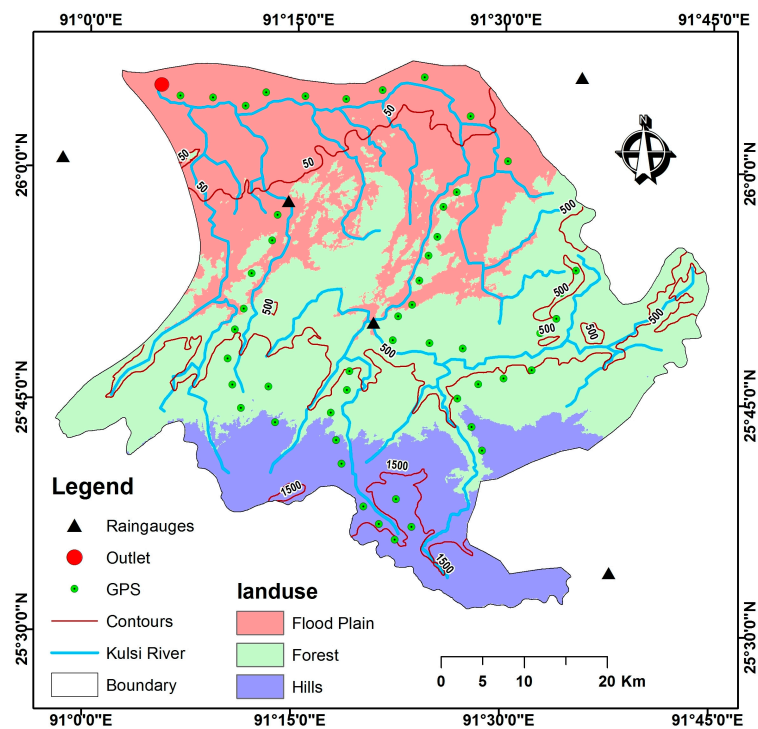 91°0'0"E 91°15'0"E 91°30'0"E 91°45'0"E
N
50
50
50
50
26°0'0"N
26°0'0"N
500
500
500
500
500
500
500
25°45'0"N
25°45'0"N
1500
1500
1500
Legend
Raingauges
Outlet
GPS
Contours
Kulsi River
Boundary
landuse
Flood Plain
Forest
Hills
0 5 10 20 Km
25°30'0"N
25°30'0"N
91°0'0"E 91°15'0"E 91°30'0"E 91°45'0"E